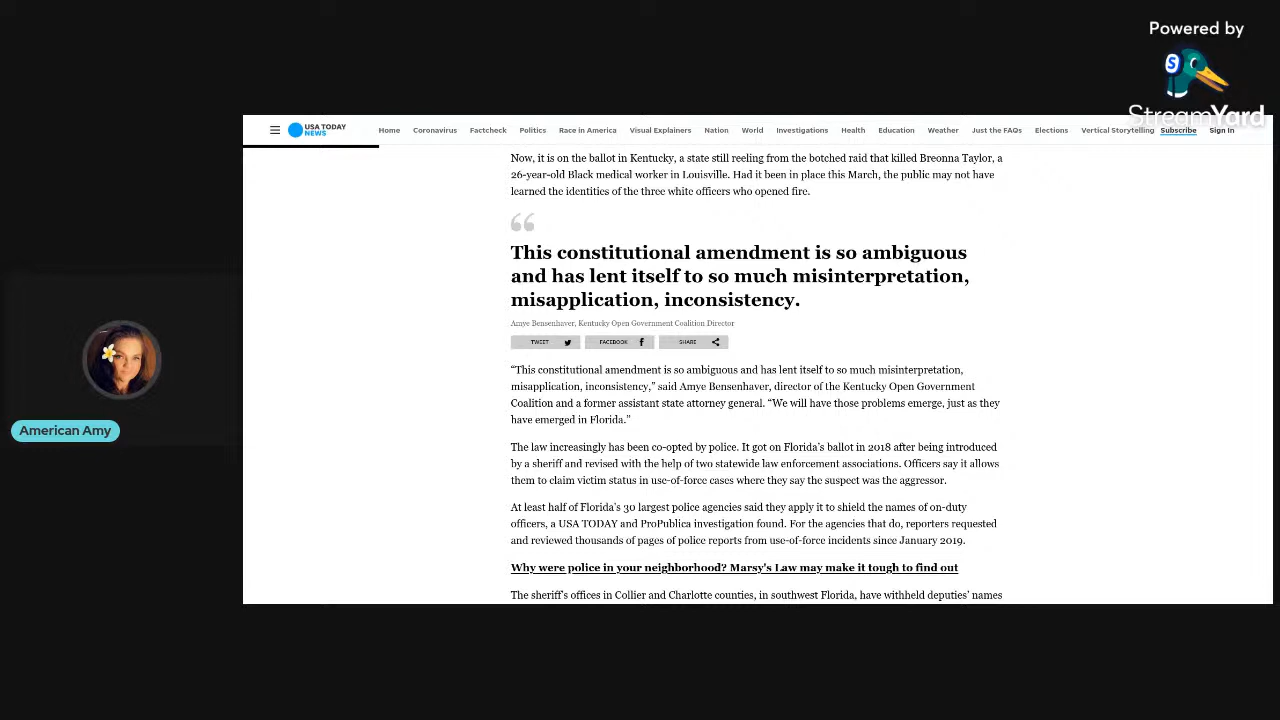 Powered by
StreamYard
USA TODAY
NEWS
Home Coronavirus Factcheck Politics Race in America Visual Explainers Nation World Investigations Health Education Weather Just the FAQs Elections Vertical Storytelling Subscribe Sign In
Now, it is on the ballot in Kentucky, a state still reeling from the botched raid that killed Breonna Taylor, a
26-year-old Black medical worker in Louisville. Had it been in place this March, the public may not have
learned the identities of the three white officers who opened fire.
“
This constitutional amendment is so ambiguous
and has lent itself to so much misinterpretation,
misapplication, inconsistency.
Amye Bensenhaver, Kentucky Open Government Coalition Director
TWEET FACEBOOK SHARE
“This constitutional amendment is so ambiguous and has lent itself to so much misinterpretation,
misapplication, inconsistency,” said Amye Bensenhaver, director of the Kentucky Open Government
Coalition and a former assistant state attorney general. “We will have those problems emerge, just as they
have emerged in Florida.”
The law increasingly has been co-opted by police. It got on Florida’s ballot in 2018 after being introduced
by a sheriff and revised with the help of two statewide law enforcement associations. Officers say it allows
them to claim victim status in use-of-force cases where they say the suspect was the aggressor.
At least half of Florida’s 30 largest police agencies said they apply it to shield the names of on-duty
officers, a USA TODAY and ProPublica investigation found. For the agencies that do, reporters requested
and reviewed thousands of pages of police reports from use-of-force incidents since January 2019.
Why were police in your neighborhood? Marsy's Law may make it tough to find out
The sheriff’s offices in Collier and Charlotte counties, in southwest Florida, have withheld deputies’ names
American Amy